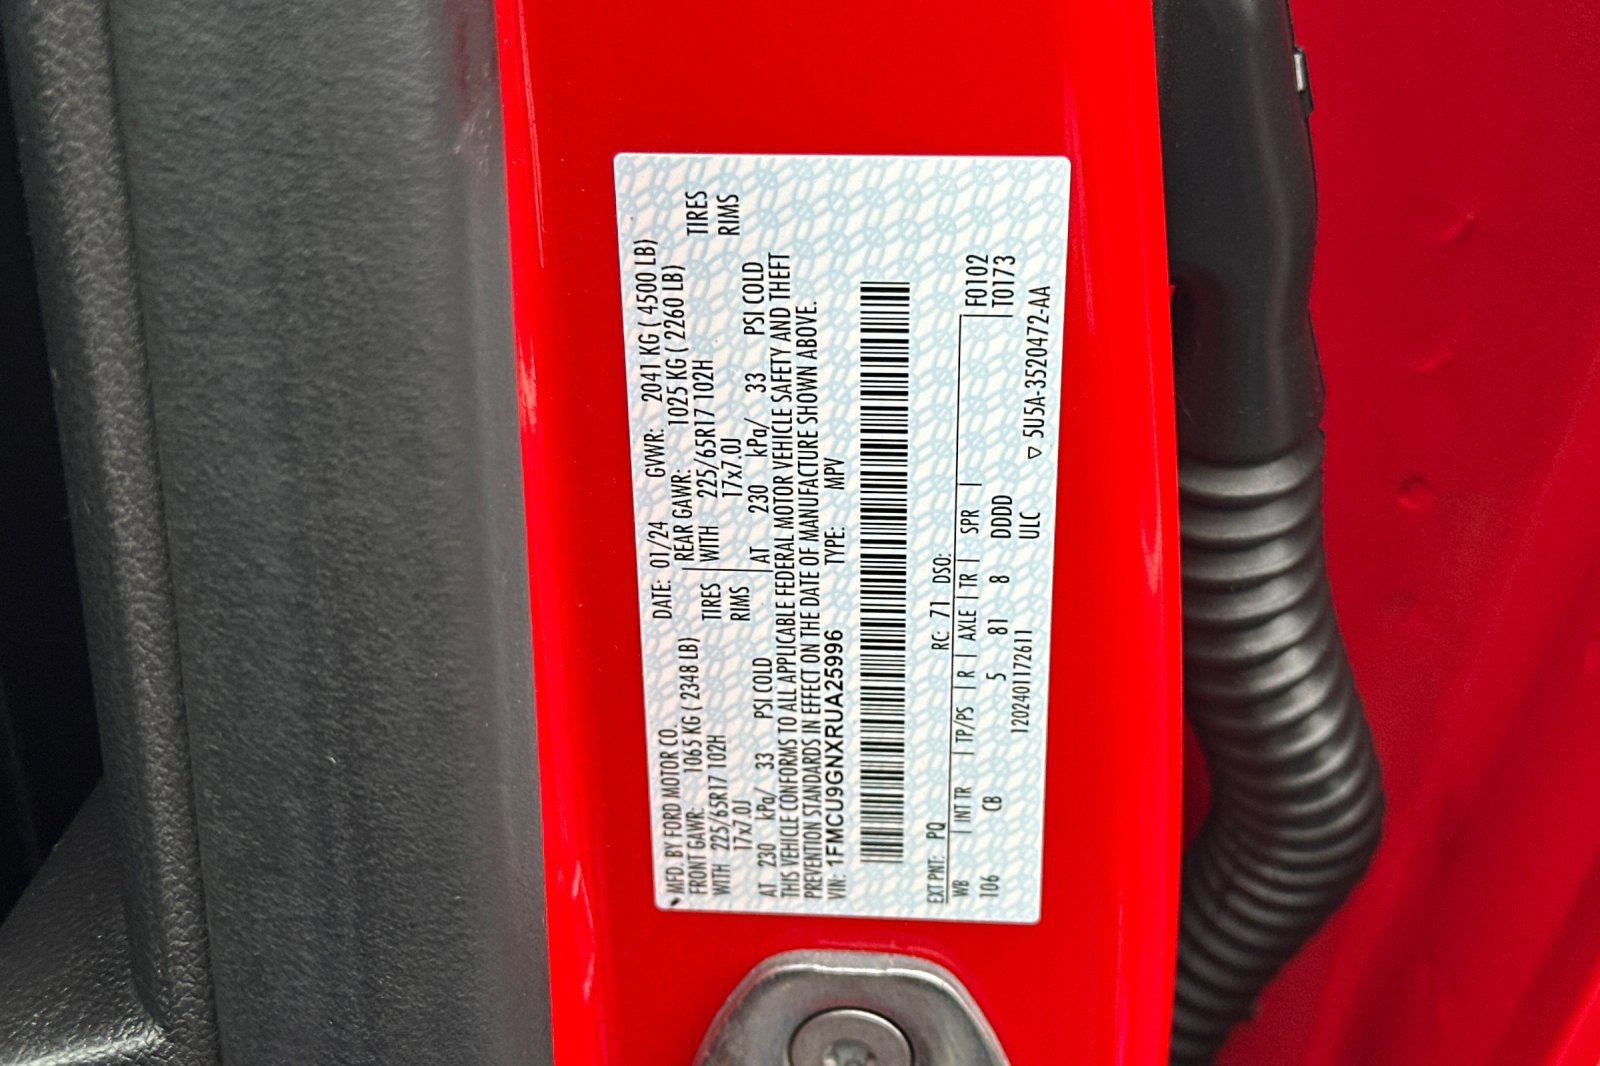 MFD. BY FORD MOTOR CO. DATE: 01/24 GVWR: 2041 KG ( 4500 LB)
FRONT GAWR: 1065 KG ( 2348 LB) REAR GAWR: 1025 KG ( 2260 LB)
WITH 225/65R17 102H TIRES WITH 225/65R17 102H TIRES
17x7.0J RIMS 17x7.0J RIMS
AT 230 kPa/ 33 PSI COLD AT 230 kPa/ 33 PSI COLD
THIS VEHICLE CONFORMS TO ALL APPLICABLE FEDERAL MOTOR VEHICLE SAFETY AND THEFT
PREVENTION STANDARDS IN EFFECT ON THE DATE OF MANUFACTURE SHOWN ABOVE.
VIN: 1FMCU9GNXRUA25996 TYPE: MPV
EXT PNT: PQ RC: 71 DSO:
WB INT TR TP/PS R AXLE TR SPR F0102
106 CB 5 81 8 DDDD T0173
120240117261​1 ULC ▽ 5U5A-3520472-AA